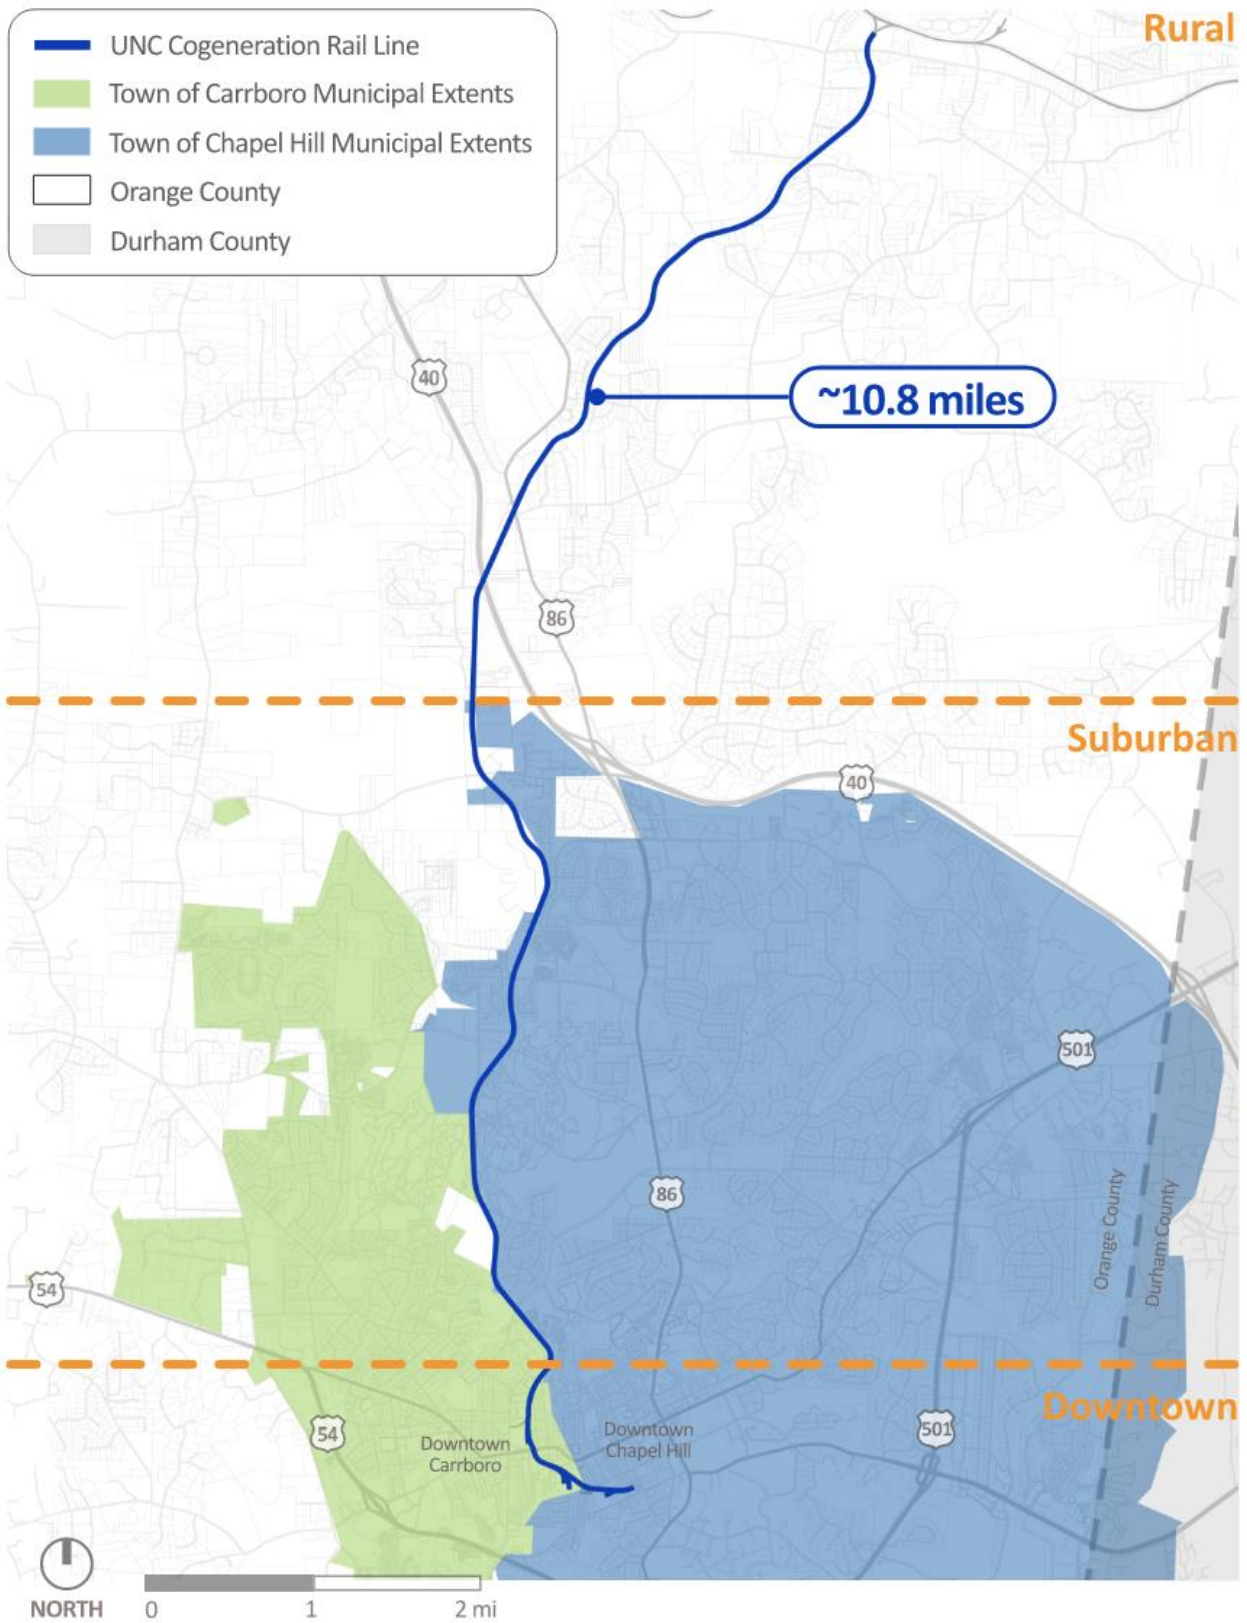 UNC Cogeneration Rail Line
Town of Carrboro Municipal Extents
Town of Chapel Hill Municipal Extents
Orange County
Durham County
Rural
40
~10.8 miles
86
Suburban
40
501
86
Orange County
Durham County
54
Downtown
54
Downtown
Carrboro
Downtown
Chapel Hill
501
NORTH
0 1 2 mi